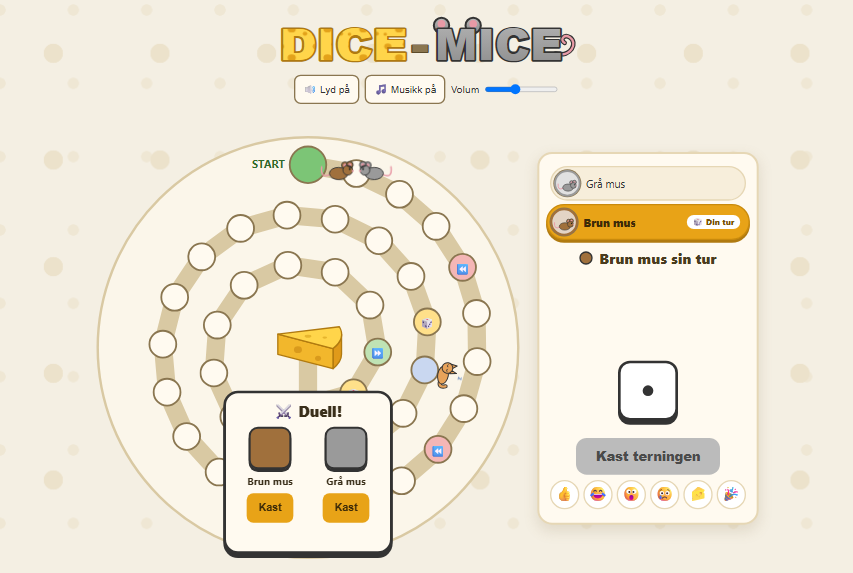 DICE-MICE
Lyd på
Musikk på
Volum
START
Grå mus
Brun mus
Din tur
Brun mus sin tur
Duell!
Brun mus
Grå mus
Kast
Kast
Kast terningen